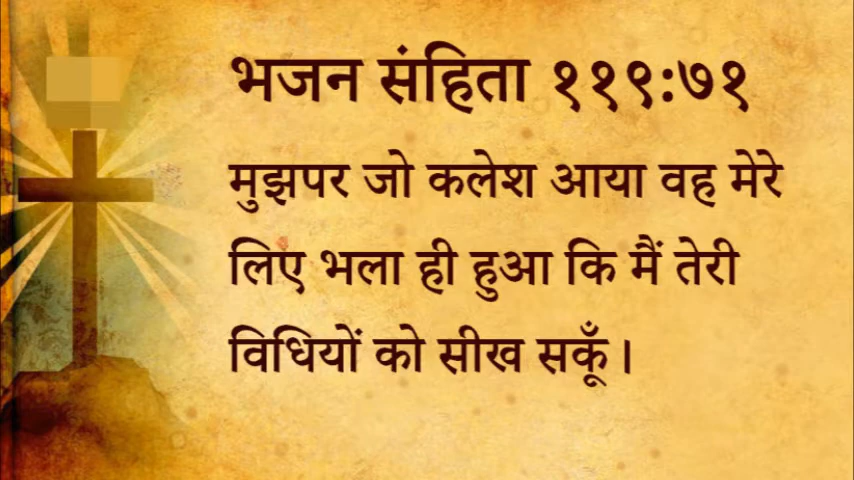 भजन संहिता ११९:७१
मुझपर जो कलेश आया वह मेरे
लिए भला ही हुआ कि मैं तेरी
विधियों को सीख सकूँ।